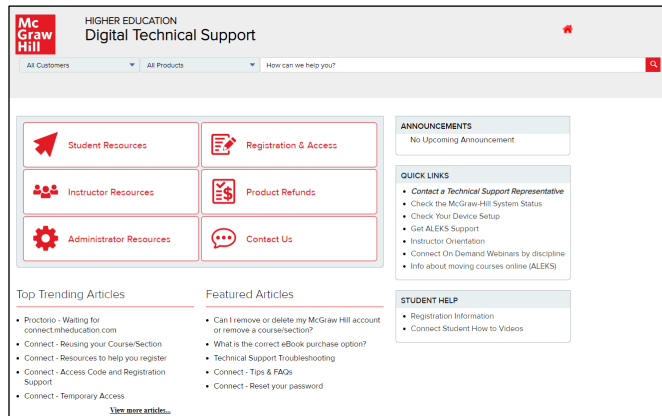 Mc
Graw
Hill
HIGHER EDUCATION
Digital Technical Support
All Customers
All Products
How can we help you?
Student Resources
Registration & Access
Instructor Resources
Product Refunds
Administrator Resources
Contact Us
ANNOUNCEMENTS
No Upcoming Announcement
QUICK LINKS
Contact a Technical Support Representative
Check the McGraw-Hill System Status
Check Your Device Setup
Get ALEKS Support
Instructor Orientation
Connect On Demand Webinars by discipline
Info about moving courses online (ALEKS)
STUDENT HELP
Registration Information
Connect Student How to Videos
Top Trending Articles
Proctorio - Waiting for
connect.mheducation.com
Connect - Reusing your Course/Section
Connect - Resources to help you register
Connect - Access Code and Registration
Support
Connect - Temporary Access
View more articles...
Featured Articles
Can I remove or delete my McGraw Hill account
or remove a course/section?
What is the correct eBook purchase option?
Technical Support Troubleshooting
Connect - Tips & FAQs
Connect - Reset your password